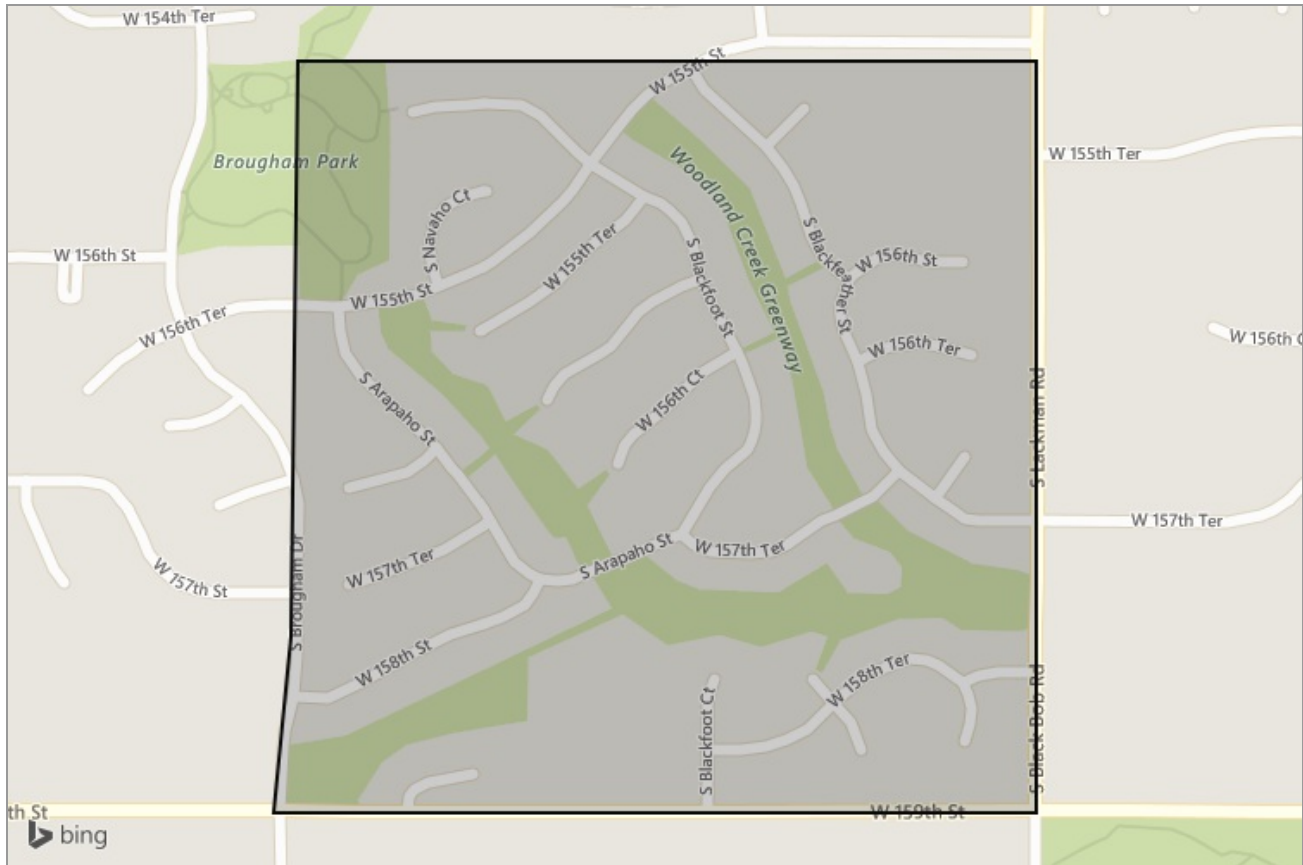 W 154th Ter
W 155th St
W 155th Ter
Brougham Park
Woodland Creek Greenway
S Navaho Ct
W 155th Ter
S Blackfoot St
S Blackfeather St
W 156th St
W 156th St
W 155th St
W 156th Ter
W 156th Ter
W 156th C
S Arapaho St
W 156th Ct
S Lackman Rd
W 157th Ter
S Arapaho St
W 157th Ter
W 157th Ter
W 157th St
S Brougham Dr
W 158th St
W 158th Ter
S Blackfoot Ct
S Black Bob Rd
th St
W 159th St
bing